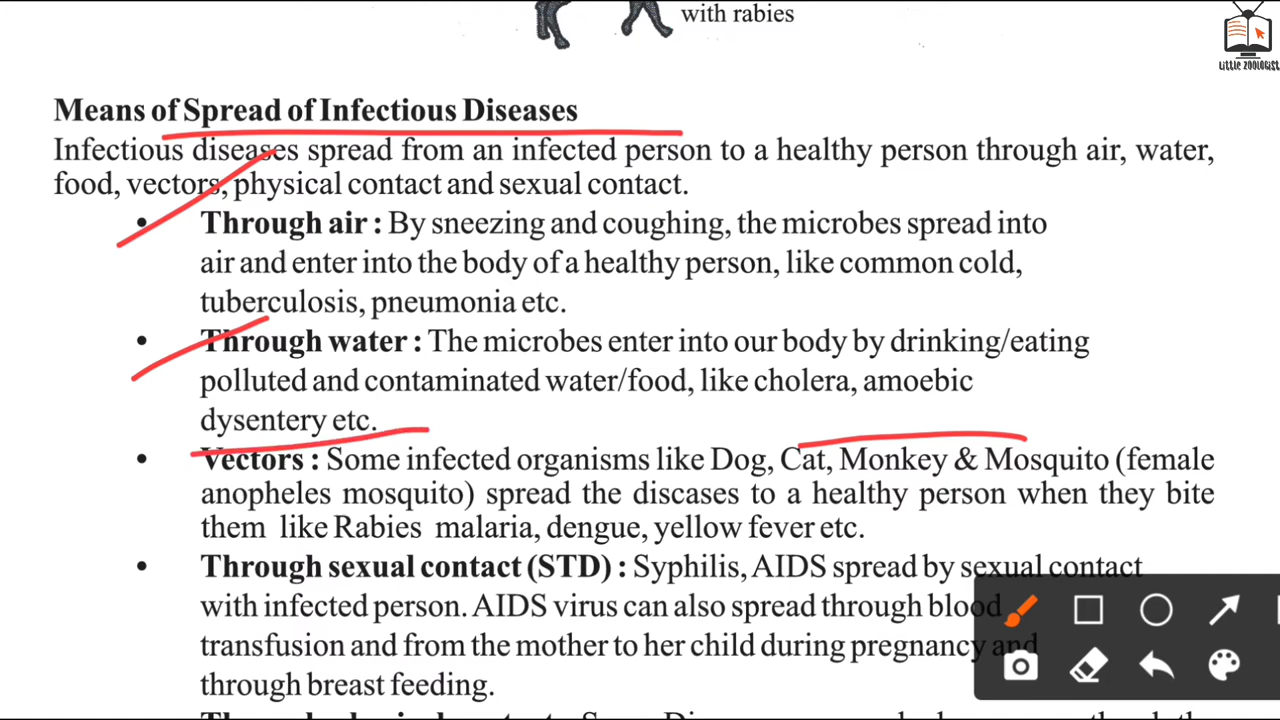 with rabies
LITTLE ZOOLOGIST
Means of Spread of Infectious Diseases
Infectious diseases spread from an infected person to a healthy person through air, water,
food, vectors, physical contact and sexual contact.
• Through air : By sneezing and coughing, the microbes spread into
air and enter into the body of a healthy person, like common cold,
tuberculosis, pneumonia etc.
• Through water : The microbes enter into our body by drinking/eating
polluted and contaminated water/food, like cholera, amoebic
dysentery etc.
• Vectors : Some infected organisms like Dog, Cat, Monkey & Mosquito (female
anopheles mosquito) spread the discases to a healthy person when they bite
them like Rabies malaria, dengue, yellow fever etc.
• Through sexual contact (STD) : Syphilis, AIDS spread by sexual contact
with infected person. AIDS virus can also spread through blood
transfusion and from the mother to her child during pregnancy and
through breast feeding.